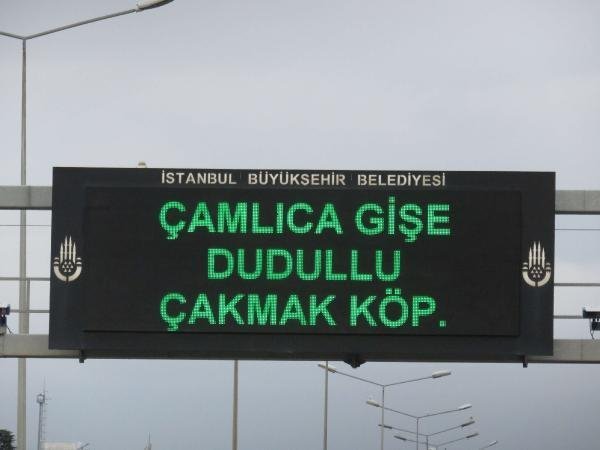 İSTANBUL BÜYÜKŞEHİR BELEDİYESİ
ÇAMLICA GİŞE
DUDULLU
ÇAKMAK KÖP.